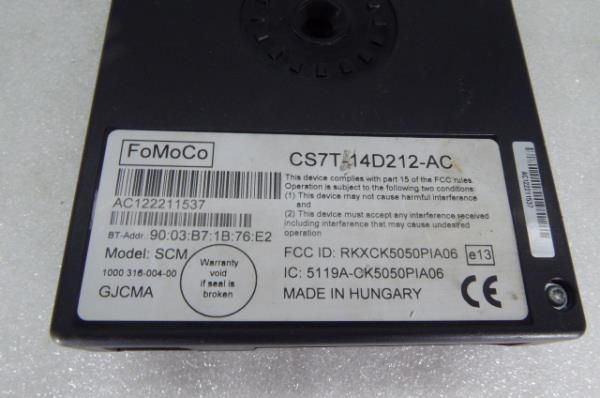 FoMoCo
CS7T-14D212-AC
AC122211537
This device complies with part 15 of the FCC rules.
Operation is subject to the following two conditions:
(1) This device may not cause harmful interference
and
(2) This device must accept any interference received
including interference that may cause undesired
operation
BT-Addr.: 90:03:B7:1B:76:E2
Model: SCM
1000 316-004-00
GJCMA
Warranty
void
if seal is
broken
FCC ID: RKXCK5050PIA06
e13
IC: 5119A-CK5050PIA06
MADE IN HUNGARY
CE
AC122211537